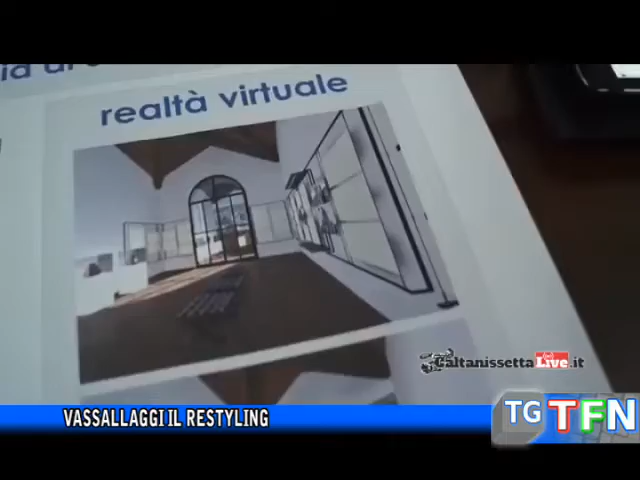 realtà virtuale
CaltanissettaLive.it
VASSALLAGGI IL RESTYLING
TG TFN